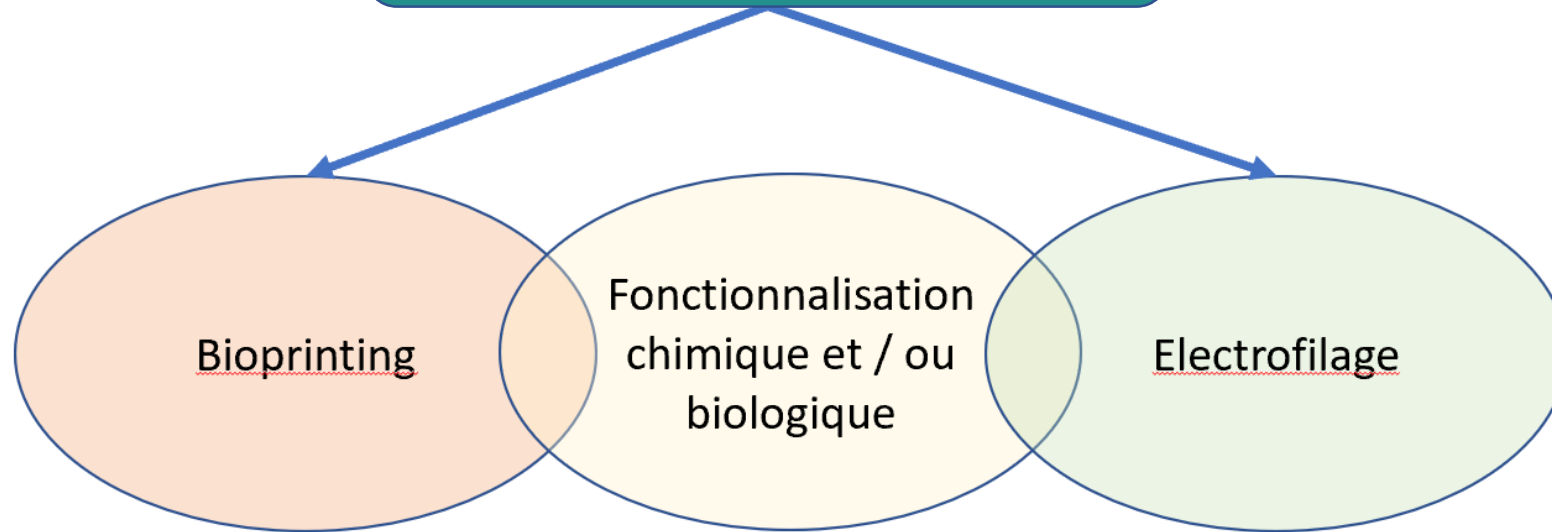 Bioprinting
Fonctionnalisation
chimique et / ou
biologique
Electrofilage